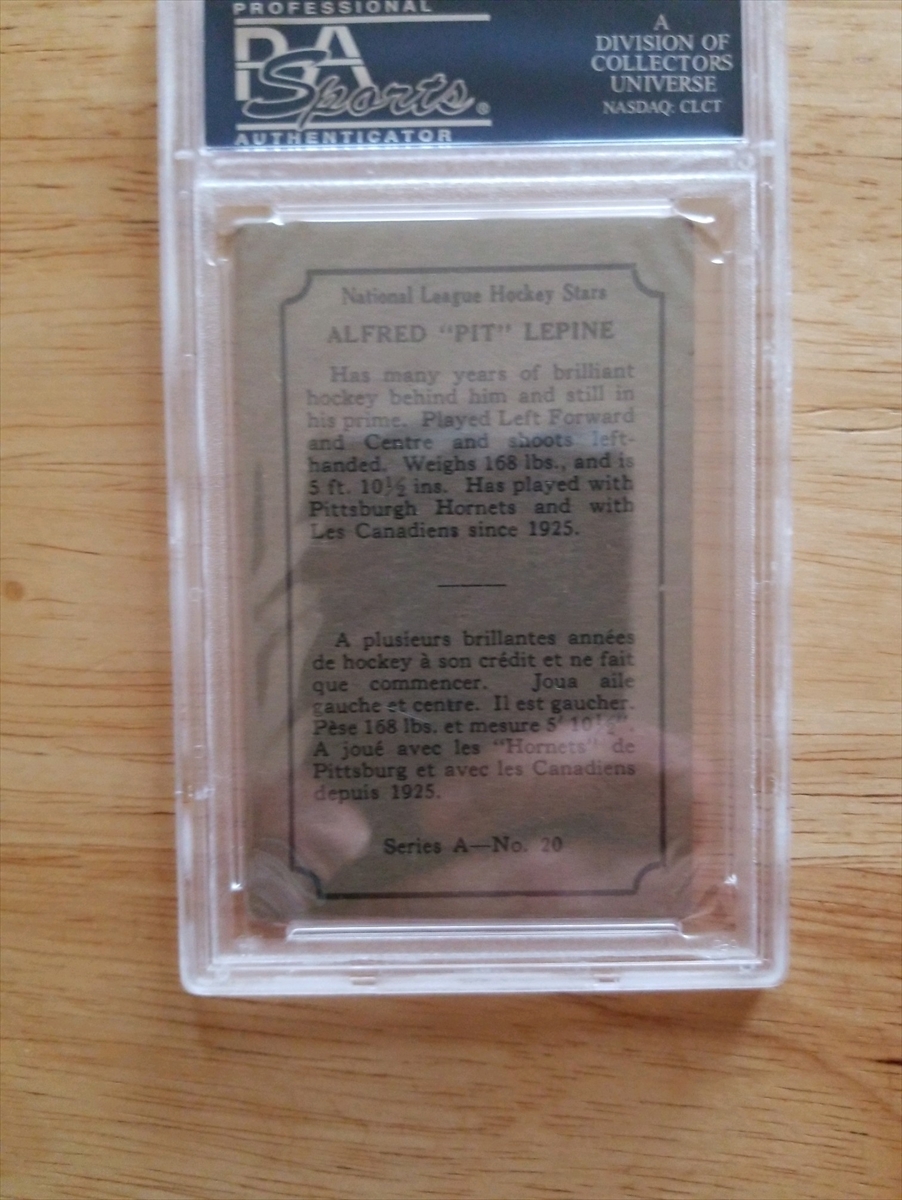 PROFESSIONAL
PSA
Sports®
AUTHENTICATOR
A
DIVISION OF
COLLECTORS
UNIVERSE
NASDAQ: CLCT
National League Hockey Stars
ALFRED "PIT" LEPINE
Has many years of brilliant
hockey behind him and still in
his prime. Played Left Forward
and Centre and shoots left-
handed. Weighs 168 lbs., and is
5 ft. 10½ ins. Has played with
Pittsburgh Hornets and with
Les Canadiens since 1925.
A plusieurs brillantes années
de hockey à son crédit et ne fait
que commencer. Joua aile
gauche et centre. Il est gaucher.
Pèse 168 lbs. et mesure 5' 10½".
A joué avec les "Hornets" de
Pittsburg et avec les Canadiens
depuis 1925.
Series A—No. 20